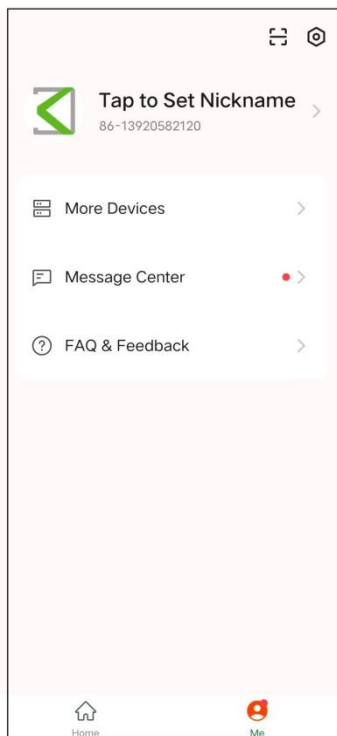 Tap to Set Nickname
86-13920582120
More Devices
Message Center
FAQ & Feedback
Home
Me